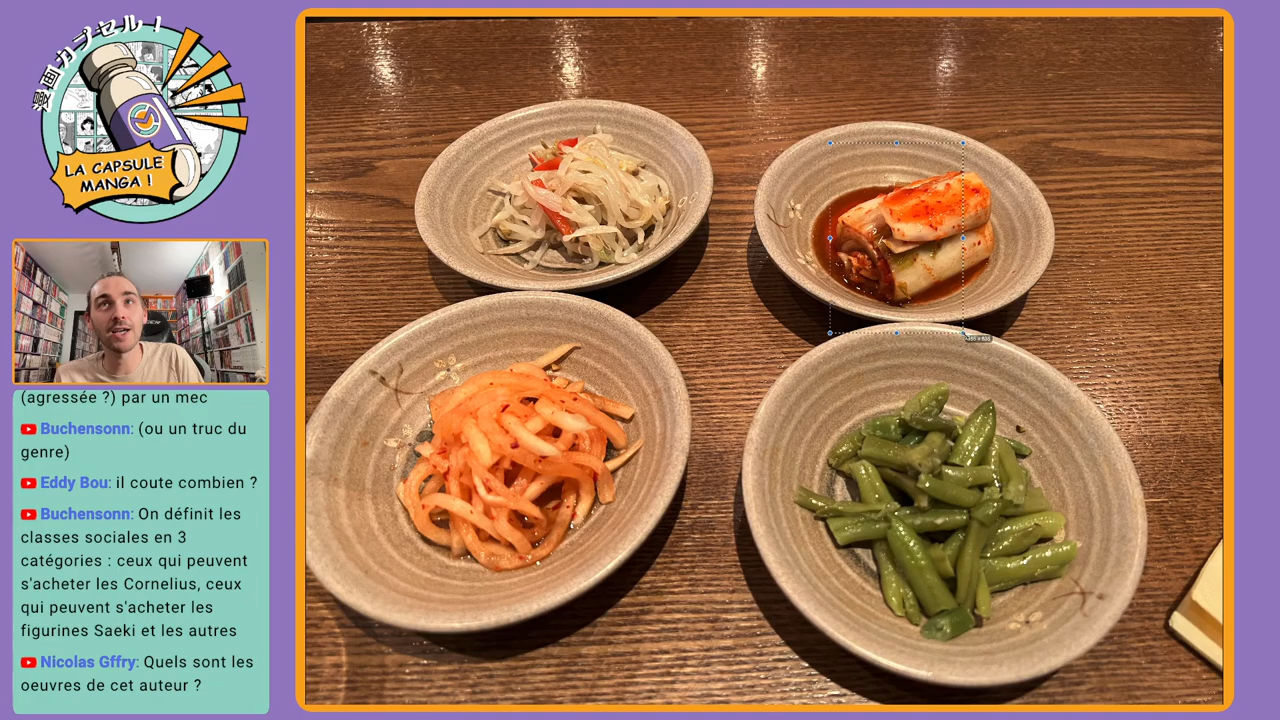 漫画カプセル！
LA CAPSULE
MANGA !
(agressée ?) par un mec
Buchensonn: (ou un truc du
genre)
Eddy Bou: il coute combien ?
Buchensonn: On définit les
classes sociales en 3
catégories : ceux qui peuvent
s'acheter les Cornelius, ceux
qui peuvent s'acheter les
figurines Saeki et les autres
Nicolas Gffry: Quels sont les
oeuvres de cet auteur ?